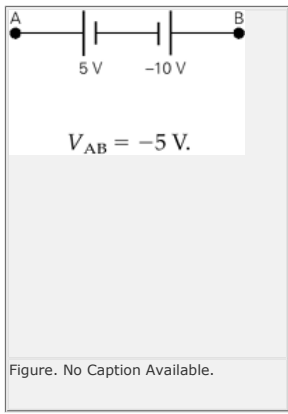 A B
5 V −10 V
V_AB = −5 V.
Figure. No Caption Available.